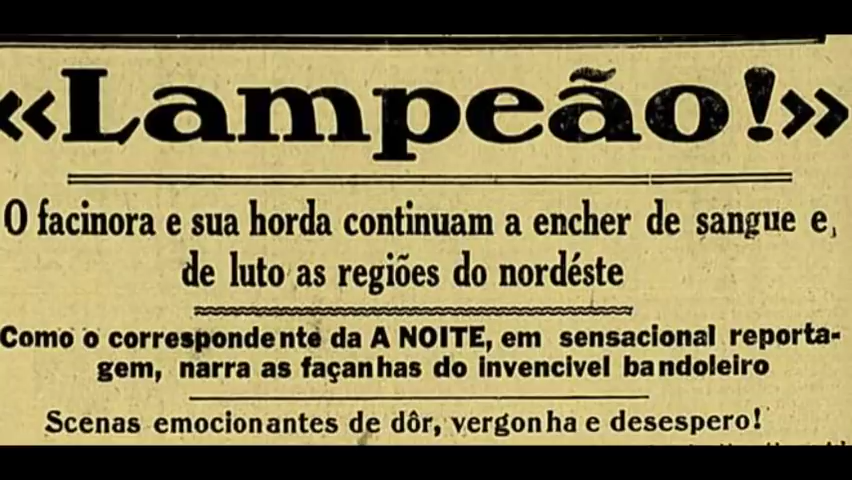 «Lampeão!»
O facinora e sua horda continuam a encher de sangue e,
de luto as regiões do nordéste
Como o correspondente da A NOITE, em sensacional reporta-
gem, narra as façanhas do invencivel bandoleiro
Scenas emocionantes de dôr, vergonha e desespero!